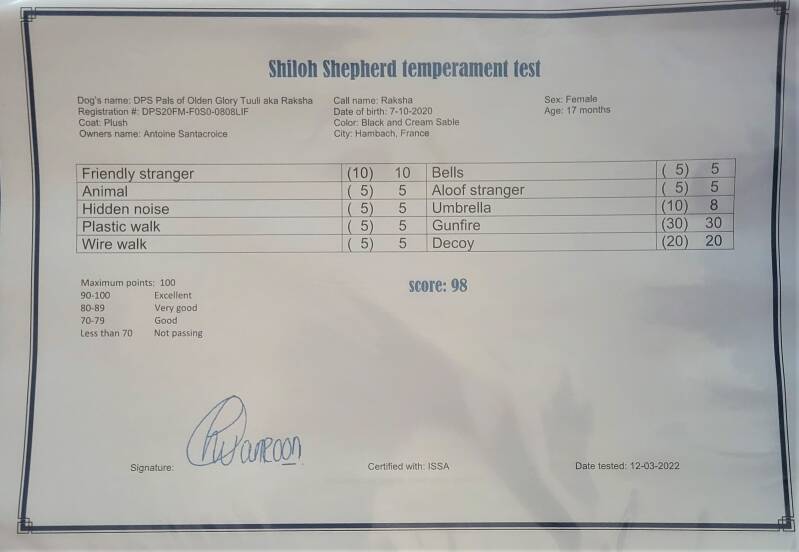 Shiloh Shepherd temperament test
Dog's name: DPS Pals of Olden Glory Tuuli aka Raksha Call name: Raksha Sex: Female
Registration #: DPS20FM-F0S0-0808LIF Date of birth: 7-10-2020 Age: 17 months
Coat: Plush Color: Black and Cream Sable
Owners name: Antoine Santacroice City: Hambach, France
Friendly stranger (10) 10 Bells ( 5) 5
Animal ( 5) 5 Aloof stranger ( 5) 5
Hidden noise ( 5) 5 Umbrella (10) 8
Plastic walk ( 5) 5 Gunfire (30) 30
Wire walk ( 5) 5 Decoy (20) 20
Maximum points: 100 score: 98
90-100 Excellent
80-89 Very good
70-79 Good
Less than 70 Not passing
Signature: Certified with: ISSA Date tested: 12-03-2022